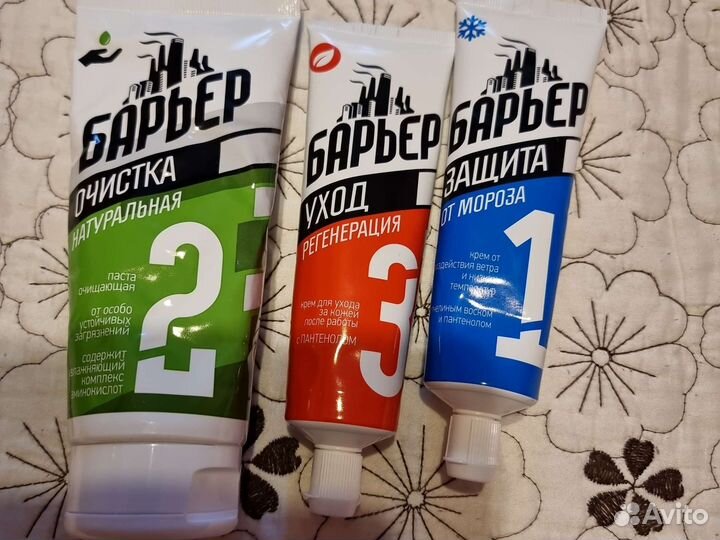 БАРЬЕР
ОЧИСТКА
НАТУРАЛЬНАЯ
2
паста
очищающая
от особо
устойчивых
загрязнений
содержит
увлажняющий
комплекс
аминокислот
БАРЬЕР
УХОД
РЕГЕНЕРАЦИЯ
3
крем для ухода
за кожей
после работы
с ПАНТЕНОЛОМ
БАРЬЕР
ЗАЩИТА
ОТ МОРОЗА
1
крем от
воздействия ветра
и низких
температур
с пчелиным воском
и пантенолом
Avito